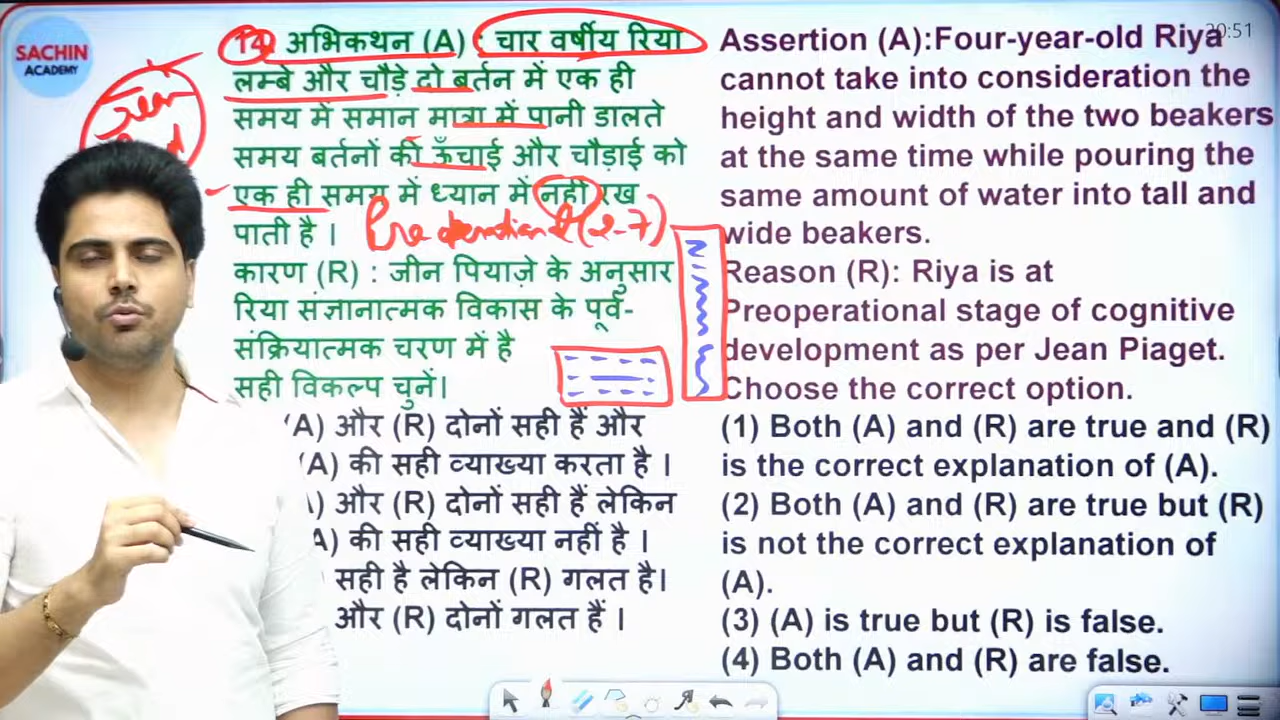 SACHIN
ACADEMY
12. अभिकथन (A) : चार वर्षीय रिया
लम्बे और चौड़े दो बर्तन में एक ही
समय में समान मात्रा में पानी डालते
समय बर्तनों की ऊँचाई और चौड़ाई को
एक ही समय में ध्यान में नहीं रख
पाती है ।
Pre operational (2-7)
कारण (R) : जीन पियाज़े के अनुसार
रिया संज्ञानात्मक विकास के पूर्व-
संक्रियात्मक चरण में है
सही विकल्प चुनें।
(A) और (R) दोनों सही हैं और
(A) की सही व्याख्या करता है ।
) और (R) दोनों सही हैं लेकिन
A) की सही व्याख्या नहीं है ।
सही है लेकिन (R) गलत है।
और (R) दोनों गलत हैं ।
20:51
Assertion (A):Four-year-old Riya
cannot take into consideration the
height and width of the two beakers
at the same time while pouring the
same amount of water into tall and
wide beakers.
Reason (R): Riya is at
Preoperational stage of cognitive
development as per Jean Piaget.
Choose the correct option.
(1) Both (A) and (R) are true and (R)
is the correct explanation of (A).
(2) Both (A) and (R) are true but (R)
is not the correct explanation of
(A).
(3) (A) is true but (R) is false.
(4) Both (A) and (R) are false.